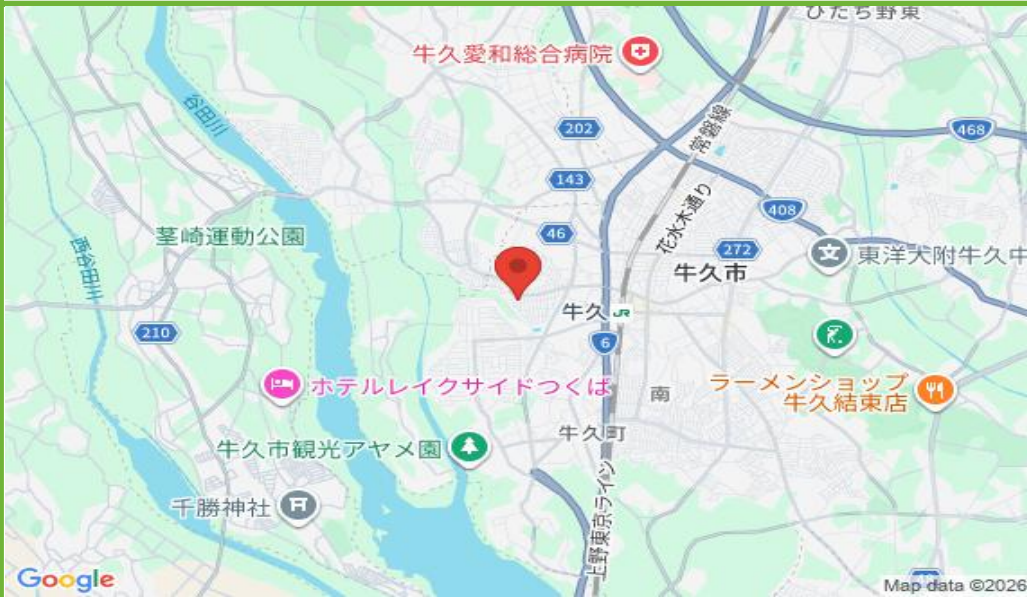 ひたち野東
牛久愛和総合病院
谷田川
常磐線
202
468
143
花水木通り
408
西谷田川
茎崎運動公園
46
272
東洋大附牛久中
牛久市
牛久 JR
210
6
ホテルレイクサイドつくば
ラーメンショップ
牛久結束店
南
牛久市観光アヤメ園
牛久町
千勝神社
上野東京ライン
Google
Map data ©2026